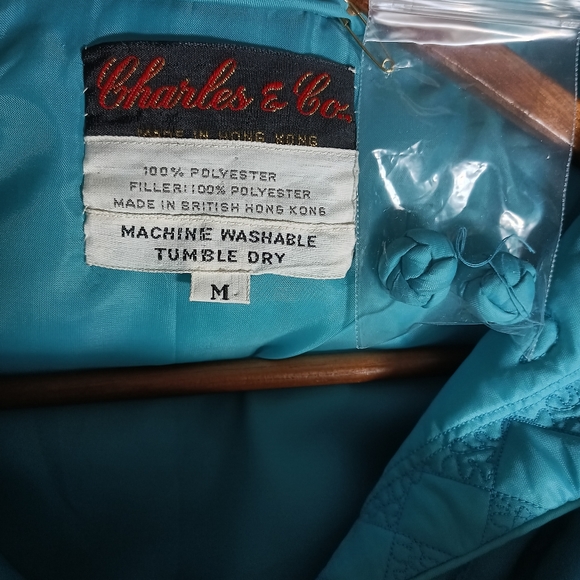 Charles & Co.
MADE IN HONG KONG
100% POLYESTER
FILLER: 100% POLYESTER
MADE IN BRITISH HONG KONG
MACHINE WASHABLE
TUMBLE DRY
M